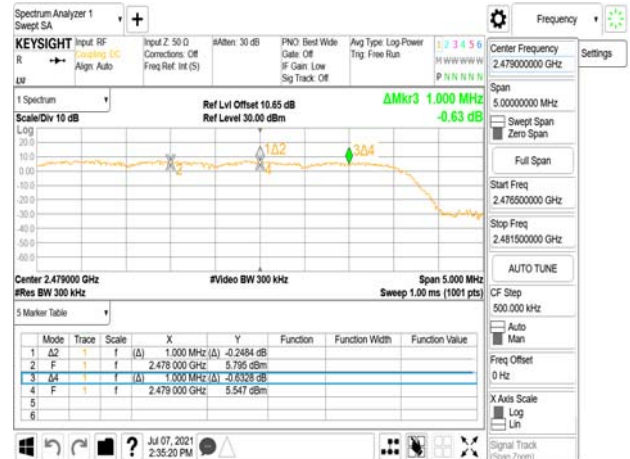 Spectrum Analyzer 1
Swept SA
+
Frequency
KEYSIGHT
R
LU
Input: RF
Coupling: DC
Align: Auto
Input Z: 50 Ω
Corrections: Off
Freq Ref: Int (S)
#Atten: 30 dB
PNO: Best Wide
Gate: Off
IF Gain: Low
Sig Track: Off
Avg Type: Log-Power
Trig: Free Run
1 2 3 4 5 6
M W W W W W
P N N N N N
Center Frequency
2.479000000 GHz
Settings
1 Spectrum
Scale/Div 10 dB
Ref Lvl Offset 10.65 dB
Ref Level 30.00 dBm
ΔMkr3 1.000 MHz
-0.63 dB
Log
20.0
10.0
0.00
-10.0
-20.0
-30.0
-40.0
-50.0
-60.0
1Δ2
2
4
3Δ4
Center 2.479000 GHz
#Res BW 300 kHz
#Video BW 300 kHz
Span 5.000 MHz
Sweep 1.00 ms (1001 pts)
Span
5.00000000 MHz
Swept Span
Zero Span
Full Span
Start Freq
2.476500000 GHz
Stop Freq
2.481500000 GHz
AUTO TUNE
CF Step
500.000 kHz
Auto
Man
Freq Offset
0 Hz
X Axis Scale
Log
Lin
Signal Track
(Span Zoom)
5 Marker Table
Mode Trace Scale X Y Function Function Width Function Value
1 Δ2 1 f (Δ) 1.000 MHz (Δ) -0.2484 dB
2 F 1 f 2.478 000 GHz 5.795 dBm
3 Δ4 1 f (Δ) 1.000 MHz (Δ) -0.6328 dB
4 F 1 f 2.479 000 GHz 5.547 dBm
5
6
?
Jul 07, 2021
2:35:20 PM